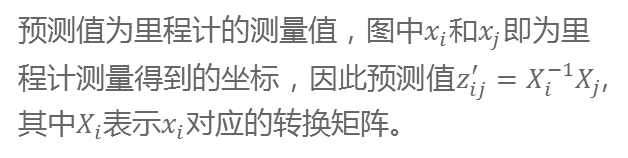 预测值为里程计的测量值，图中𝑥𝑖和𝑥𝑗即为里
程计测量得到的坐标，因此预测值𝑧′𝑖𝑗 = 𝑋𝑖⁻¹𝑋𝑗,
其中𝑋𝑖表示𝑥𝑖对应的转换矩阵。